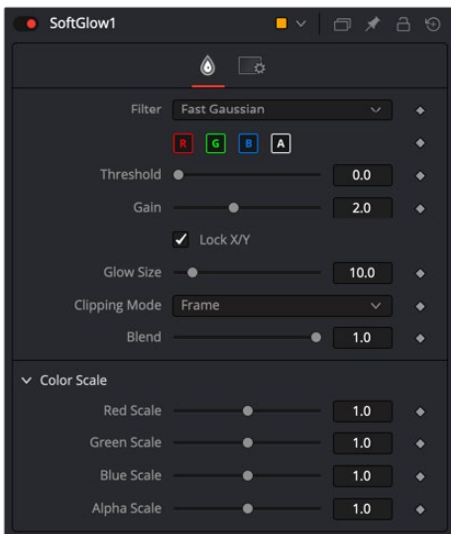 SoftGlow1
Filter Fast Gaussian
R G B A
Threshold 0.0
Gain 2.0
Lock X/Y
Glow Size 10.0
Clipping Mode Frame
Blend 1.0
Color Scale
Red Scale 1.0
Green Scale 1.0
Blue Scale 1.0
Alpha Scale 1.0